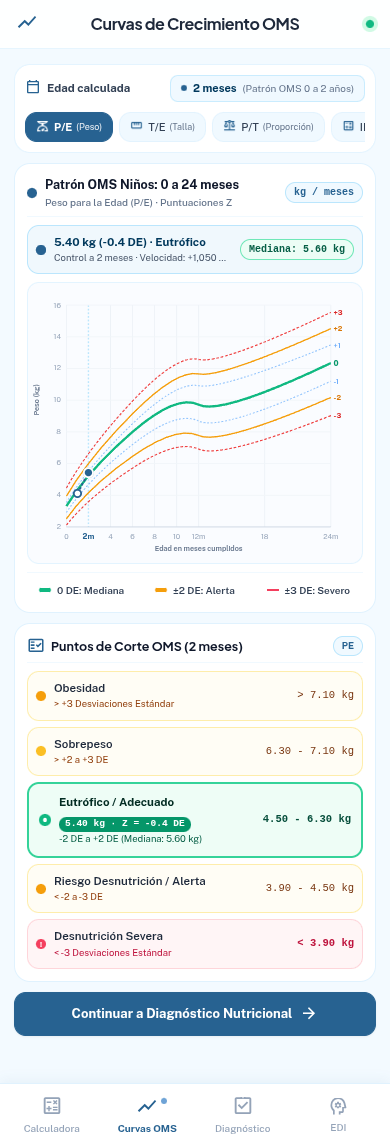 Curvas de Crecimiento OMS
Edad calculada
2 meses (Patrón OMS 0 a 2 años)
P/E (Peso)
T/E (Talla)
P/T (Proporción)
Patrón OMS Niños: 0 a 24 meses
Peso para la Edad (P/E) · Puntuaciones Z
kg / meses
5.40 kg (-0.4 DE) · Eutrófico
Control a 2 meses · Velocidad: +1,050 ...
Mediana: 5.60 kg
Peso (kg)
16
14
12
10
8
6
4
2
+3
+2
+1
0
-1
-2
-3
0 2m 4 6 8 10 12m 18 24m
Edad en meses cumplidos
0 DE: Mediana
±2 DE: Alerta
±3 DE: Severo
Puntos de Corte OMS (2 meses)
PE
Obesidad
> +3 Desviaciones Estándar
> 7.10 kg
Sobrepeso
> +2 a +3 DE
6.30 - 7.10 kg
Eutrófico / Adecuado
5.40 kg · Z = -0.4 DE
-2 DE a +2 DE (Mediana: 5.60 kg)
4.50 - 6.30 kg
Riesgo Desnutrición / Alerta
< -2 a -3 DE
3.90 - 4.50 kg
Desnutrición Severa
< -3 Desviaciones Estándar
< 3.90 kg
Continuar a Diagnóstico Nutricional →
Calculadora
Curvas OMS
Diagnóstico
EDI